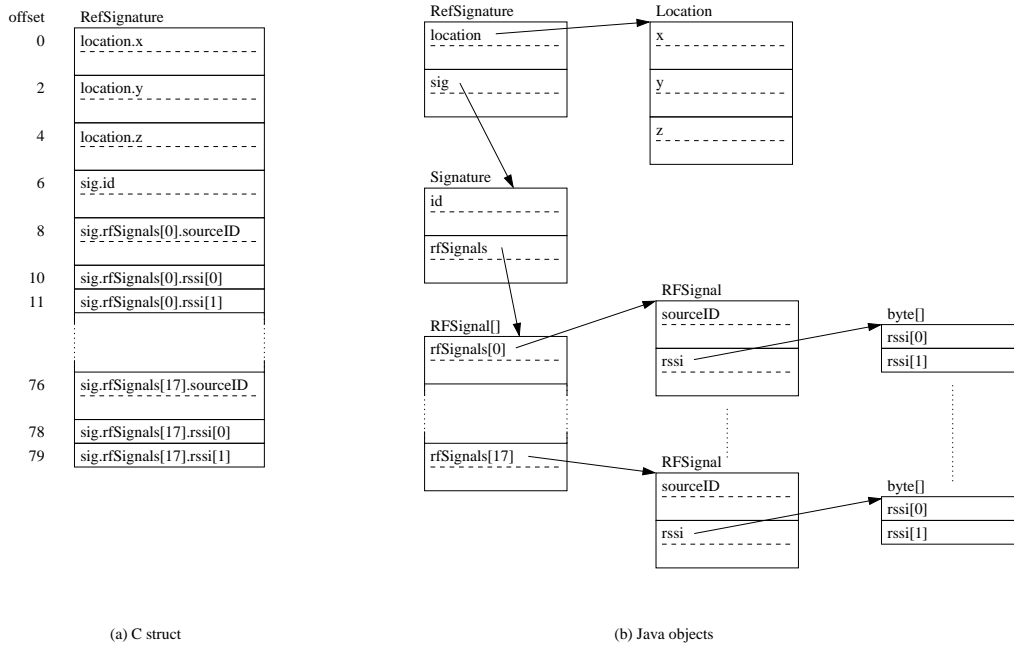 offset RefSignature
0 location.x
2 location.y
4 location.z
6 sig.id
8 sig.rfSignals[0].sourceID
10 sig.rfSignals[0].rssi[0]
11 sig.rfSignals[0].rssi[1]
76 sig.rfSignals[17].sourceID
78 sig.rfSignals[17].rssi[0]
79 sig.rfSignals[17].rssi[1]
(a) C struct
RefSignature
location
sig
Location
x
y
z
Signature
id
rfSignals
RFSignal[]
rfSignals[0]
rfSignals[17]
RFSignal
sourceID
rssi
byte[]
rssi[0]
rssi[1]
RFSignal
sourceID
rssi
byte[]
rssi[0]
rssi[1]
(b) Java objects